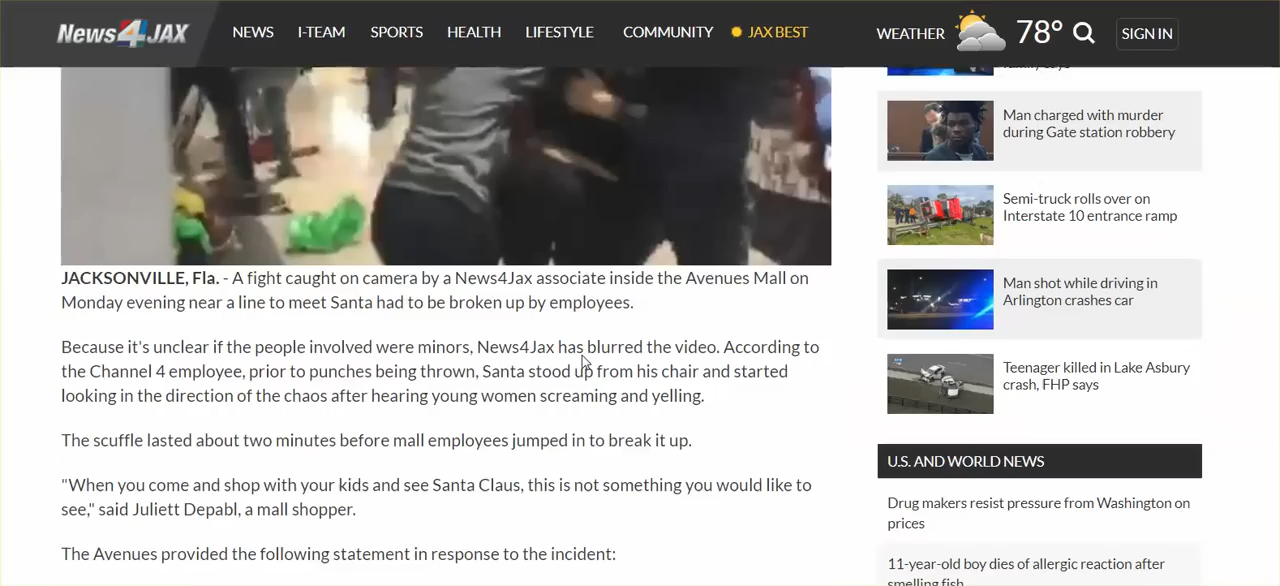 News4JAX
NEWS
I-TEAM
SPORTS
HEALTH
LIFESTYLE
COMMUNITY
JAX BEST
WEATHER
78°
SIGN IN
JACKSONVILLE, Fla. - A fight caught on camera by a News4Jax associate inside the Avenues Mall on
Monday evening near a line to meet Santa had to be broken up by employees.
Because it's unclear if the people involved were minors, News4Jax has blurred the video. According to
the Channel 4 employee, prior to punches being thrown, Santa stood up from his chair and started
looking in the direction of the chaos after hearing young women screaming and yelling.
The scuffle lasted about two minutes before mall employees jumped in to break it up.
"When you come and shop with your kids and see Santa Claus, this is not something you would like to
see," said Juliett Depabl, a mall shopper.
The Avenues provided the following statement in response to the incident:
Man charged with murder
during Gate station robbery
Semi-truck rolls over on
Interstate 10 entrance ramp
Man shot while driving in
Arlington crashes car
Teenager killed in Lake Asbury
crash, FHP says
U.S. AND WORLD NEWS
Drug makers resist pressure from Washington on
prices
11-year-old boy dies of allergic reaction after
smelling fish